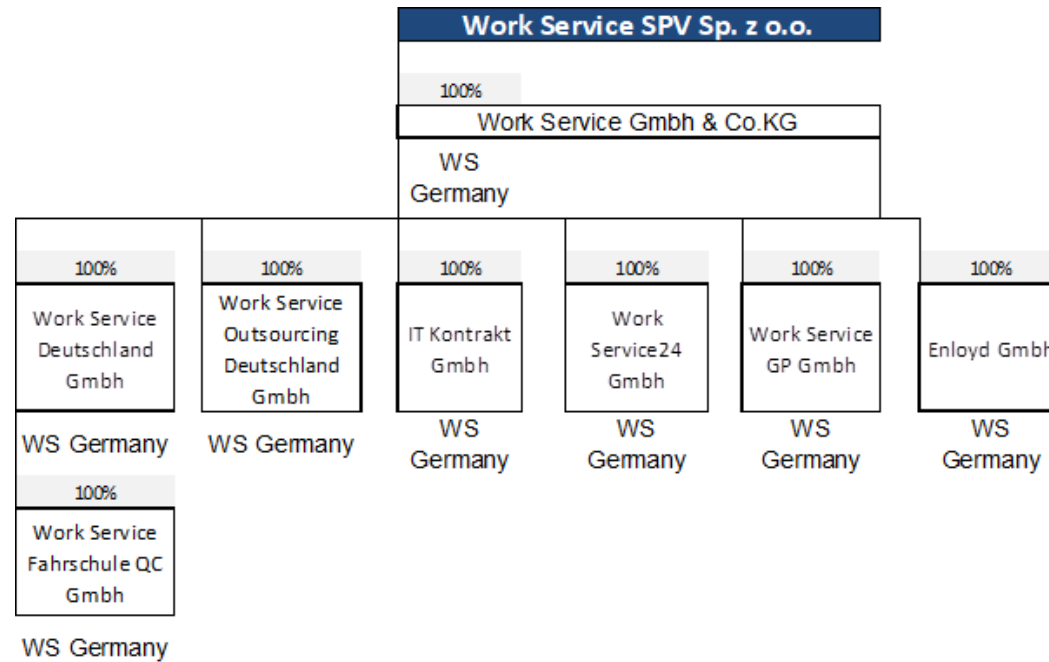 Work Service SPV Sp. z o.o.
100%
Work Service Gmbh & Co.KG
WS
Germany
100%
Work Service
Deutschland
Gmbh
WS Germany
100%
Work Service
Outsourcing
Deutschland
Gmbh
WS Germany
100%
IT Kontrakt
Gmbh
WS
Germany
100%
Work
Service24
Gmbh
WS
Germany
100%
Work Service
GP Gmbh
WS
Germany
100%
Enloyd Gmbh
WS
Germany
100%
Work Service
Fahrschule QC
Gmbh
WS Germany